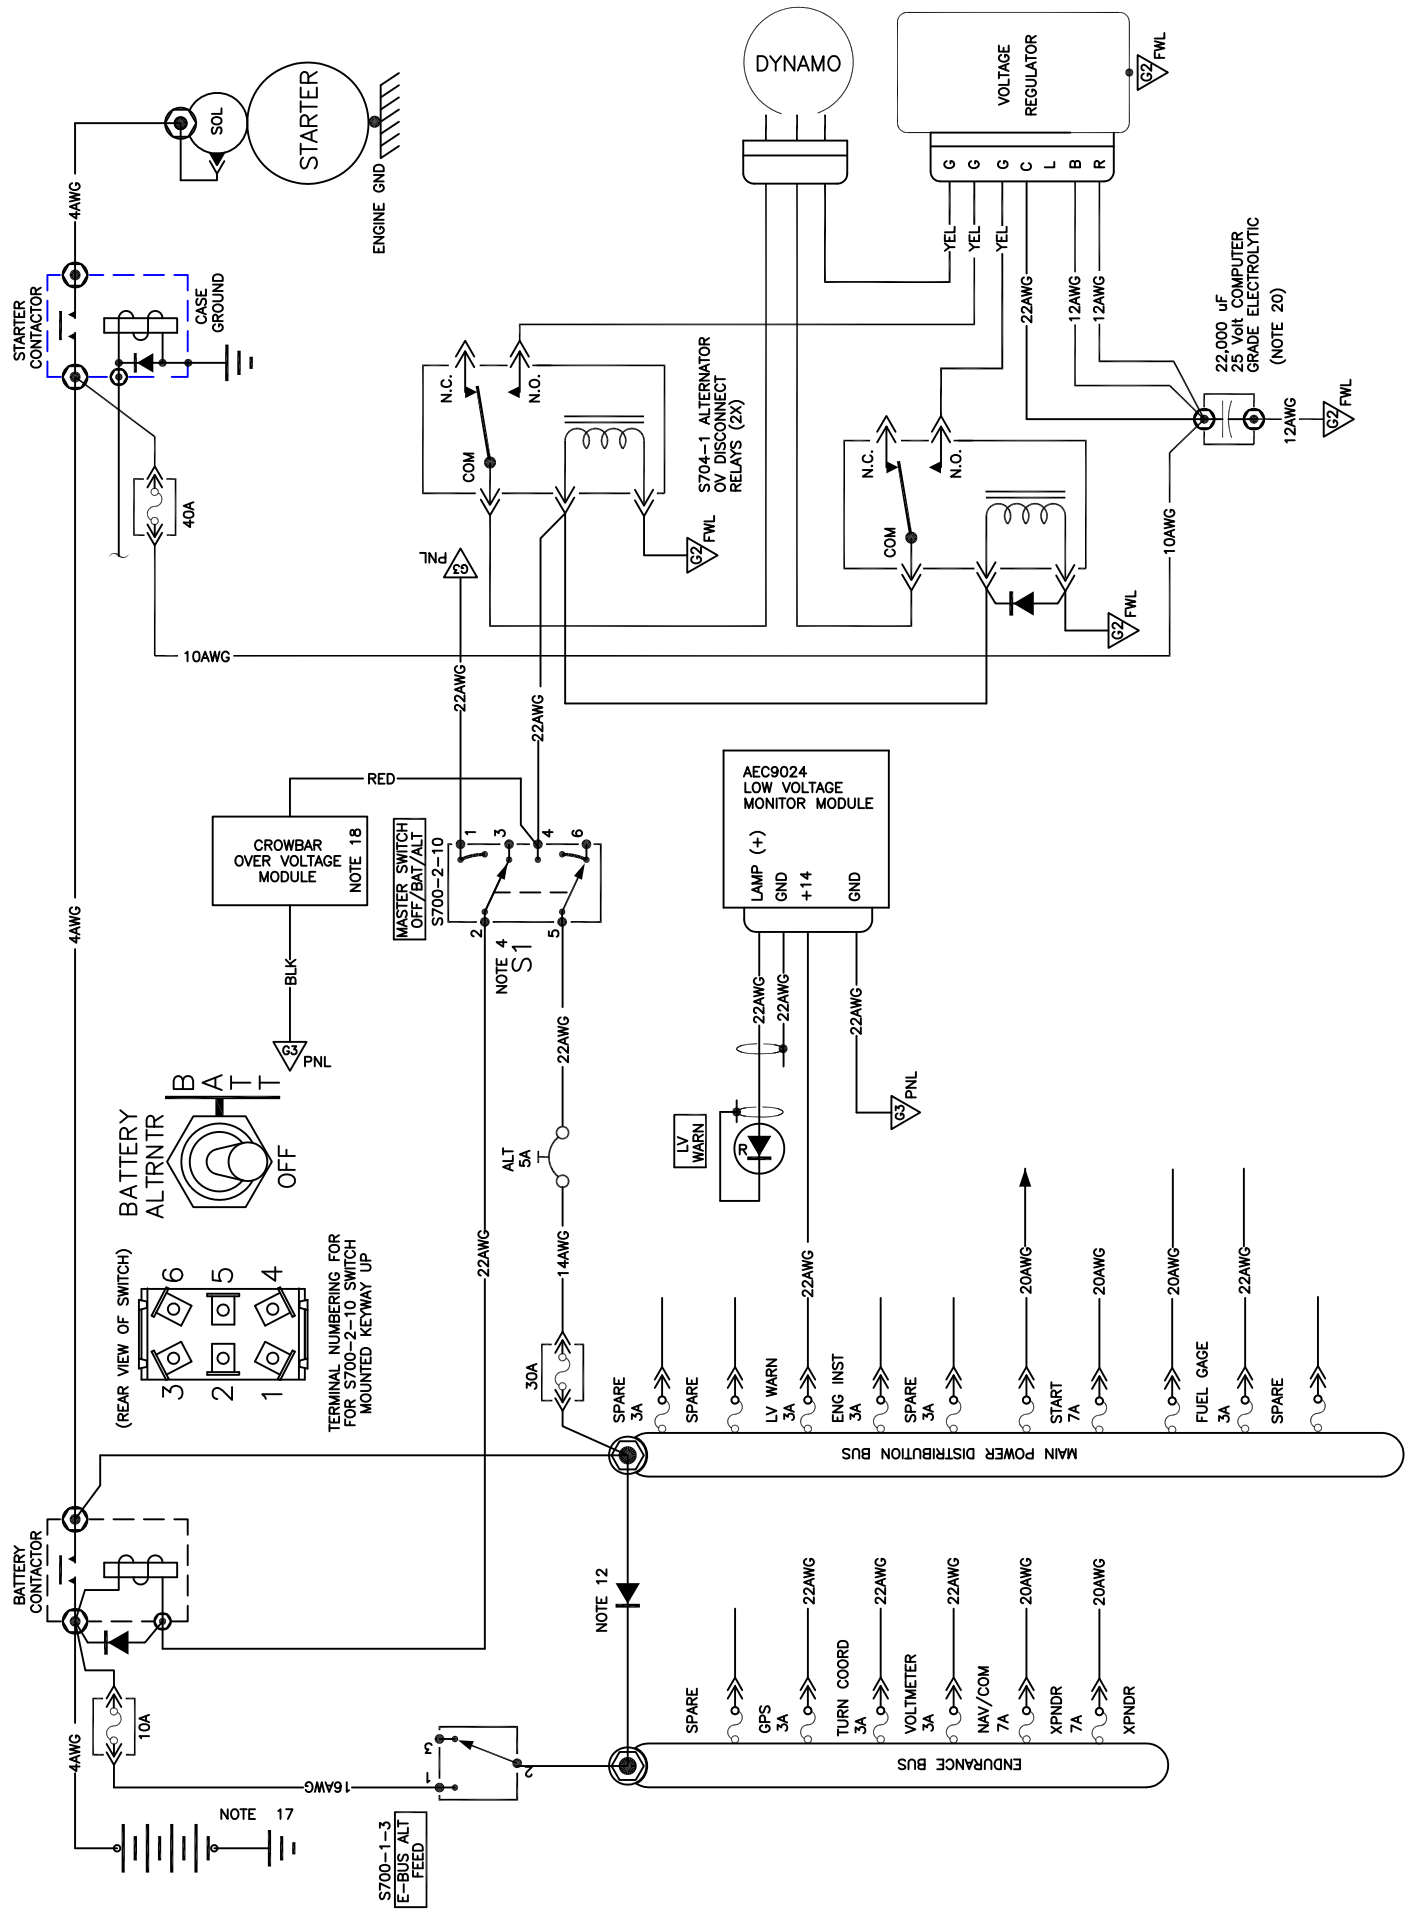 DYNAMO
VOLTAGE
REGULATOR
G2
FWL
G
G
G
C
L
B
R
YEL
YEL
YEL
22AWG
12AWG
12AWG
22,000 uF
25 Volt COMPUTER
GRADE ELECTROLYTIC
(NOTE 20)
12AWG
G2
FWL
10AWG
SOL
STARTER
ENGINE GND
4AWG
STARTER
CONTACTOR
CASE
GROUND
40A
10AWG
N.C.
N.O.
COM
S704-1 ALTERNATOR
OV DISCONNECT
RELAYS (2X)
G2
FWL
G3
PNL
N.C.
N.O.
COM
G2
FWL
22AWG
22AWG
RED
CROWBAR
OVER VOLTAGE
MODULE
NOTE 18
BLK
G3
PNL
4AWG
MASTER SWITCH
OFF/BAT/ALT
S700-2-10
1
3
4
6
2
5
NOTE 4
S1
22AWG
ALT
5A
14AWG
30A
22AWG
AEC9024
LOW VOLTAGE
MONITOR MODULE
LAMP (+)
GND
+14
GND
22AWG
22AWG
22AWG
G3
PNL
LV
WARN
R
22AWG
BATTERY
ALTRNTR
BATT
OFF
(REAR VIEW OF SWITCH)
6
5
4
3
2
1
TERMINAL NUMBERING FOR
FOR S700-2-10 SWITCH
MOUNTED KEYWAY UP
SPARE
3A
SPARE
LV WARN
3A
ENG INST
3A
SPARE
3A
20AWG
START
7A
20AWG
20AWG
FUEL GAGE
3A
22AWG
SPARE
MAIN POWER DISTRIBUTION BUS
BATTERY
CONTACTOR
NOTE 12
4AWG
10A
16AWG
NOTE 17
S700-1-3
E-BUS ALT
FEED
3
1
2
SPARE
GPS
3A
22AWG
TURN COORD
3A
22AWG
VOLTMETER
3A
22AWG
NAV/COM
7A
20AWG
XPNDR
7A
20AWG
XPNDR
ENDURANCE BUS